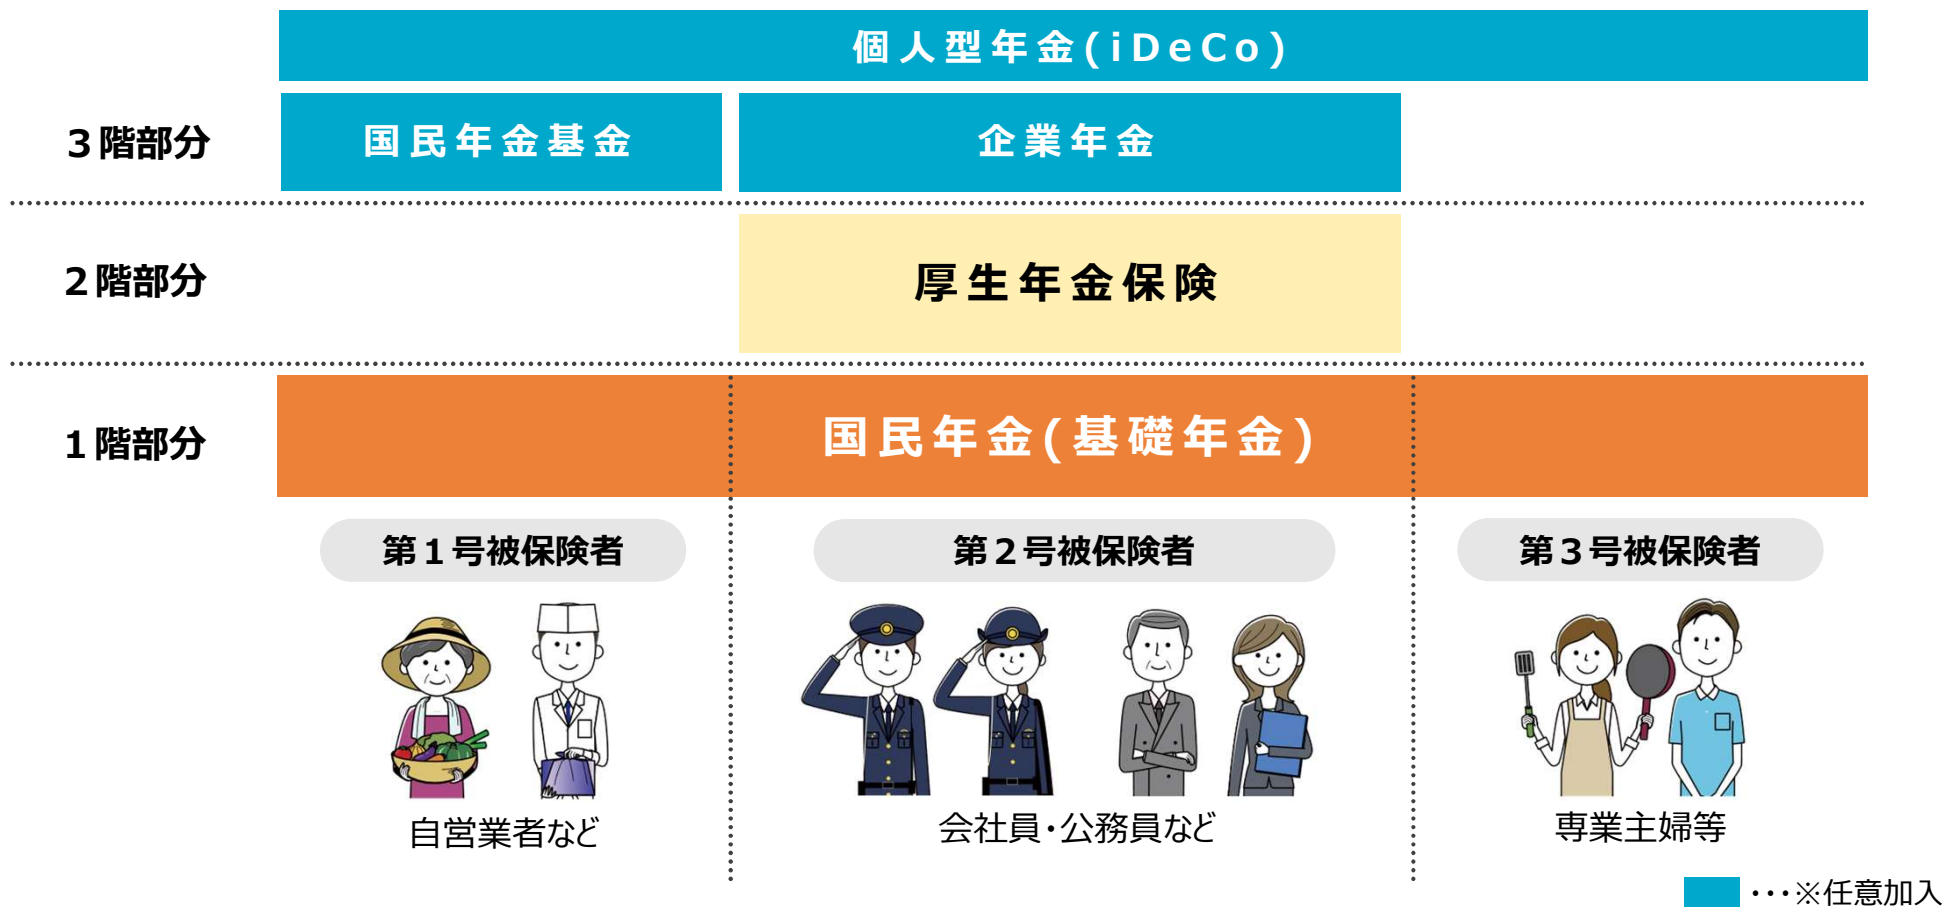 個人型年金(iDeCo)
3階部分
国民年金基金
企業年金
2階部分
厚生年金保険
1階部分
国民年金(基礎年金)
第1号被保険者
第2号被保険者
第3号被保険者
自営業者など
会社員・公務員など
専業主婦等
・・・※任意加入